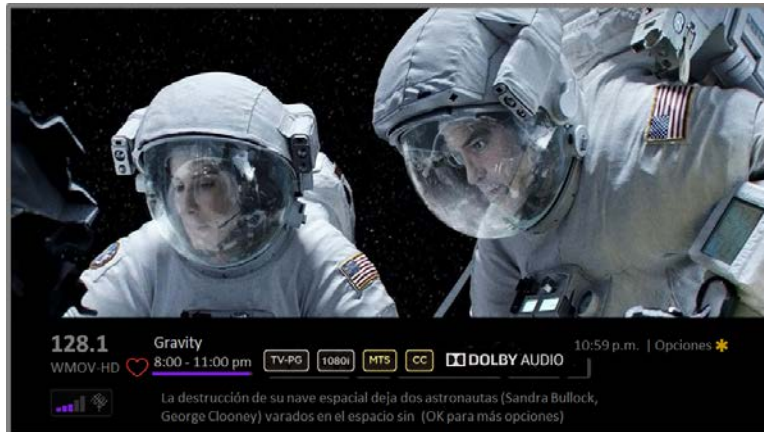 128.1
WMOV-HD
Gravity
8:00 - 11:00 pm
TV-PG
1080i
MTS
CC
DOLBY AUDIO
10:59 p.m. | Opciones ✱
La destrucción de su nave espacial deja dos astronautas (Sandra Bullock,
George Clooney) varados en el espacio sin (OK para más opciones)